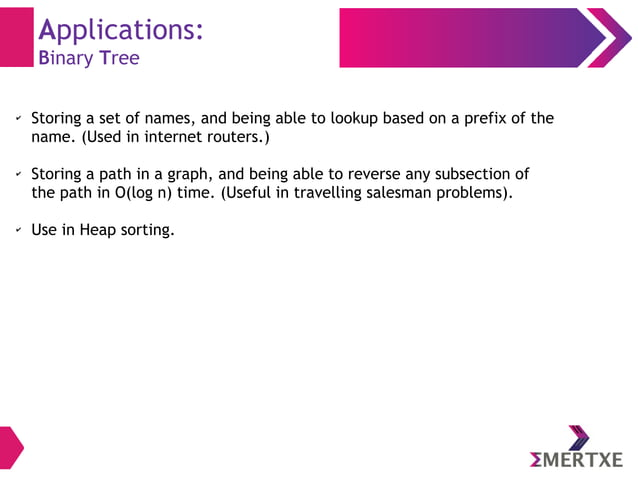 Applications:
Binary Tree
✔ Storing a set of names, and being able to lookup based on a prefix of the
name. (Used in internet routers.)
✔ Storing a path in a graph, and being able to reverse any subsection of
the path in O(log n) time. (Useful in travelling salesman problems).
✔ Use in Heap sorting.
EMERTXE